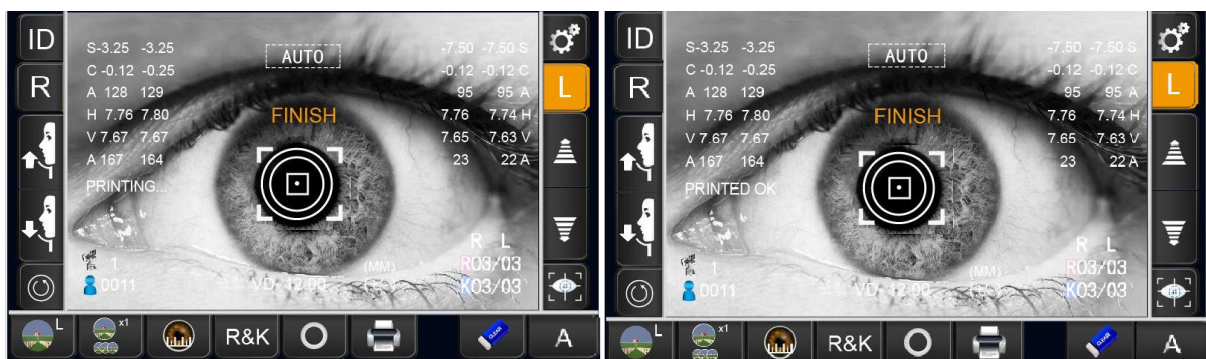 ID
S-3.25 -3.25
AUTO
-7.50 -7.50 S
C -0.12 -0.25
-0.12 -0.12 C
R
A 128 129
95 95 A
L
H 7.76 7.80
FINISH
7.76 7.74 H
V 7.67 7.67
7.65 7.63 V
A 167 164
23 22 A
PRINTING...
R L
1
(MM)
R03/03
0011
VD 12.00
(+/-)
K03/03
L
x1
R&K
CLEAR
A
ID
S-3.25 -3.25
AUTO
-7.50 -7.50 S
C -0.12 -0.25
-0.12 -0.12 C
R
A 128 129
95 95 A
L
H 7.76 7.80
FINISH
7.76 7.74 H
V 7.67 7.67
7.65 7.63 V
A 167 164
23 22 A
PRINTED OK
R L
1
(MM)
R03/03
0011
VD 12.00
(+/-)
K03/03
L
x1
R&K
CLEAR
A